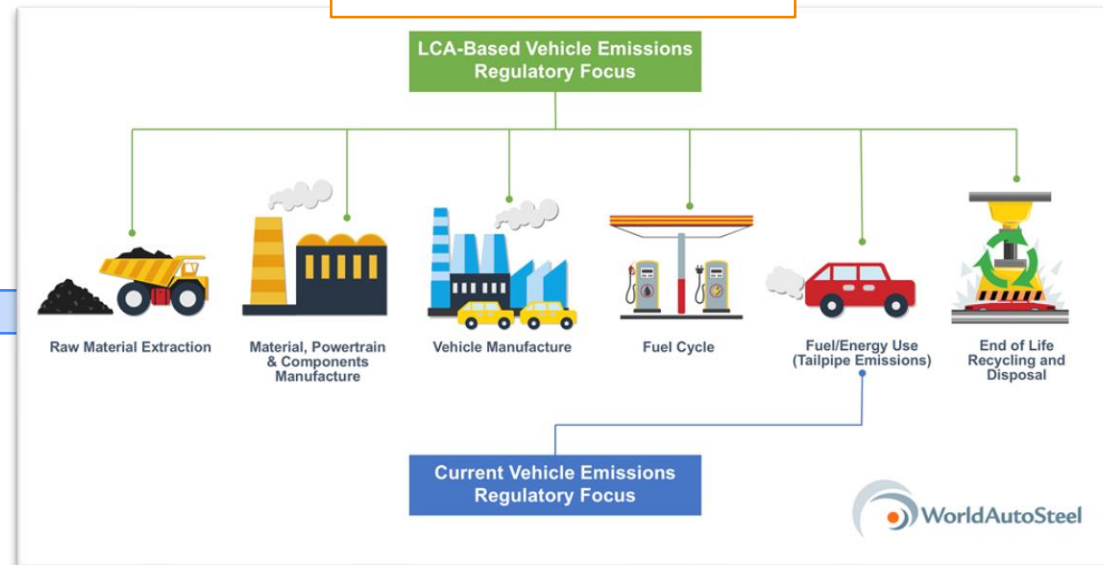 LCA-Based Vehicle Emissions
Regulatory Focus
Raw Material Extraction
Material, Powertrain
& Components
Manufacture
Vehicle Manufacture
Fuel Cycle
Fuel/Energy Use
(Tailpipe Emissions)
End of Life
Recycling and
Disposal
Current Vehicle Emissions
Regulatory Focus
WorldAutoSteel